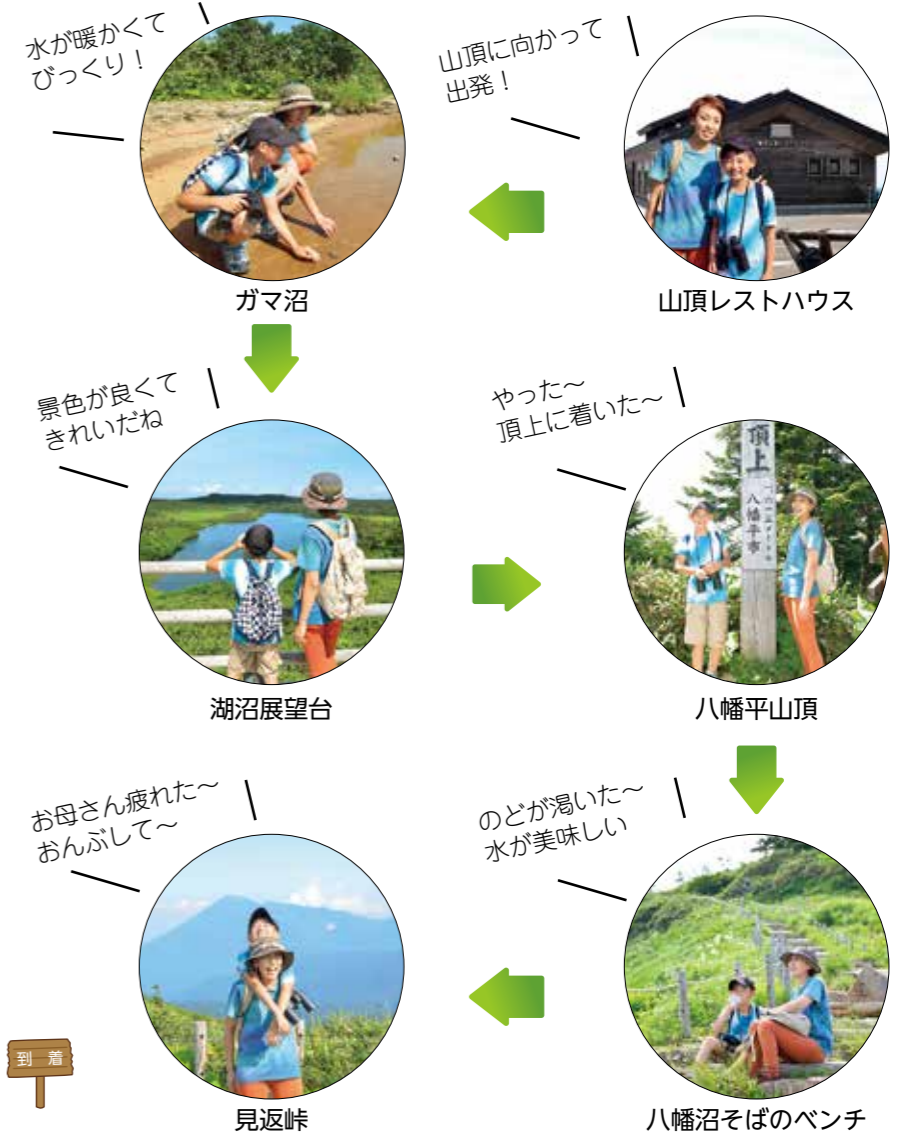 山頂に向かって
出発！
山頂レストハウス
水が暖かくて
びっくり！
ガマ沼
景色が良くて
きれいだね
湖沼展望台
やった～
頂上に着いた～
頂上
八幡平市
八幡平山頂
のどが渇いた～
水が美味しい
八幡沼そばのベンチ
お母さん疲れた～
おんぶして～
見返峠
到着